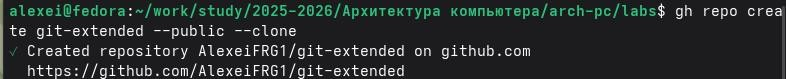 alexei@fedora:~/work/study/2025-2026/Архитектура компьютера/arch-pc/labs$ gh repo crea
te git-extended --public --clone
✓ Created repository AlexeiFRG1/git-extended on github.com
https://github.com/AlexeiFRG1/git-extended